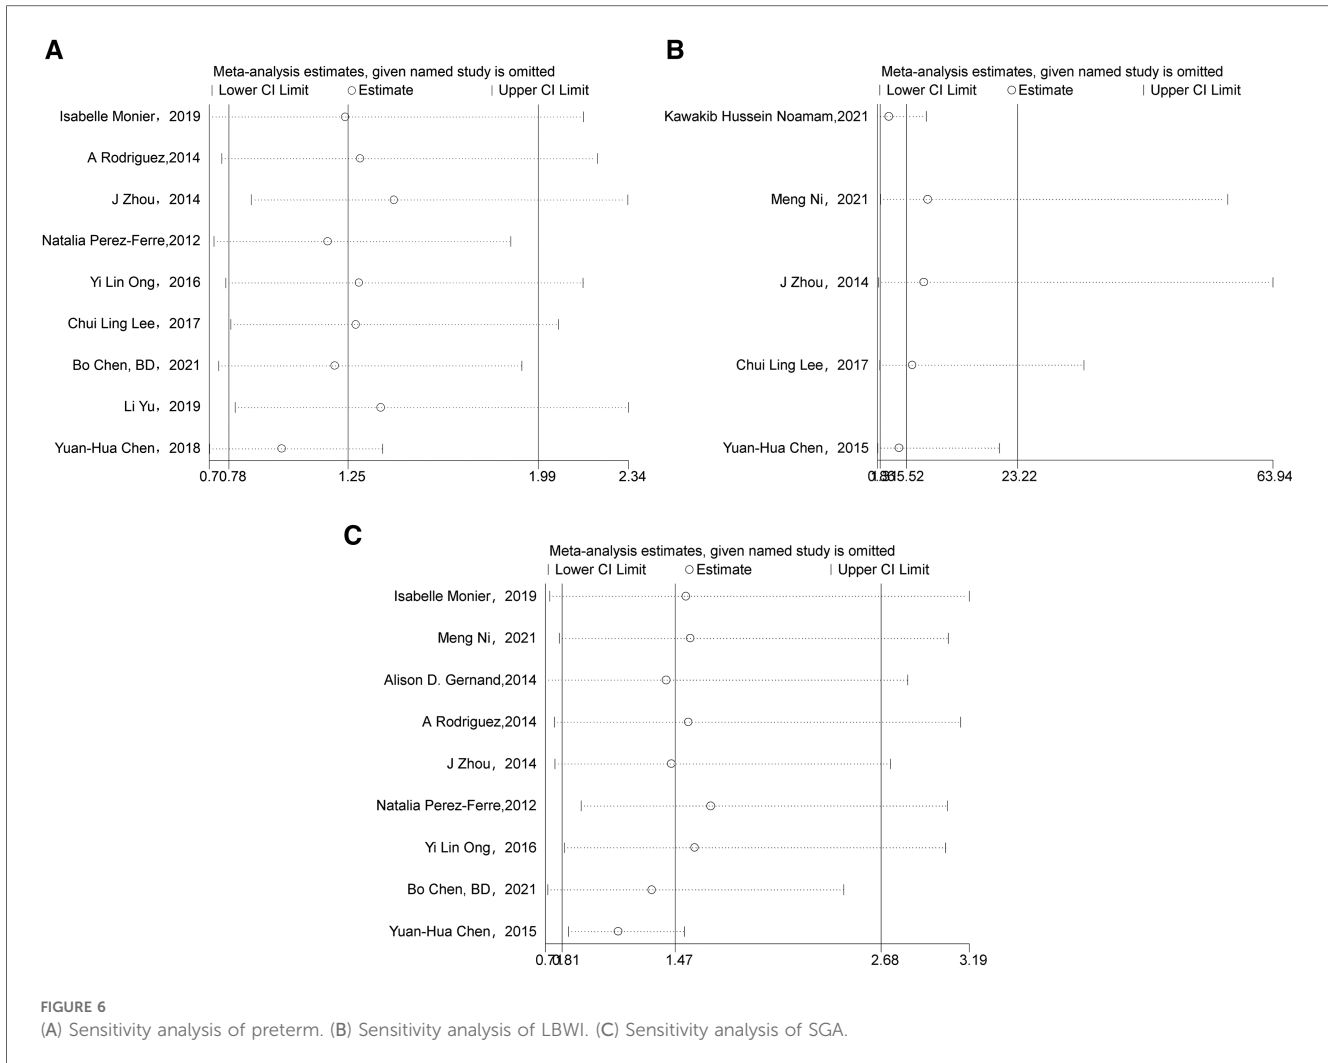 A
Meta-analysis estimates, given named study is omitted
| Lower CI Limit ○ Estimate | Upper CI Limit
Isabelle Monier，2019
A Rodriguez,2014
J Zhou，2014
Natalia Perez-Ferre,2012
Yi Lin Ong，2016
Chui Ling Lee，2017
Bo Chen, BD，2021
Li Yu，2019
Yuan-Hua Chen，2018
0.70 0.78 1.25 1.99 2.34
B
Meta-analysis estimates, given named study is omitted
| Lower CI Limit ○ Estimate | Upper CI Limit
Kawakib Hussein Noamam,2021
Meng Ni，2021
J Zhou，2014
Chui Ling Lee，2017
Yuan-Hua Chen，2015
5.52 23.22 63.94
C
Meta-analysis estimates, given named study is omitted
| Lower CI Limit ○ Estimate | Upper CI Limit
Isabelle Monier，2019
Meng Ni，2021
Alison D. Gernand,2014
A Rodriguez,2014
J Zhou，2014
Natalia Perez-Ferre,2012
Yi Lin Ong，2016
Bo Chen, BD，2021
Yuan-Hua Chen，2015
0.81 1.47 2.68 3.19
FIGURE 6
(A) Sensitivity analysis of preterm. (B) Sensitivity analysis of LBWI. (C) Sensitivity analysis of SGA.